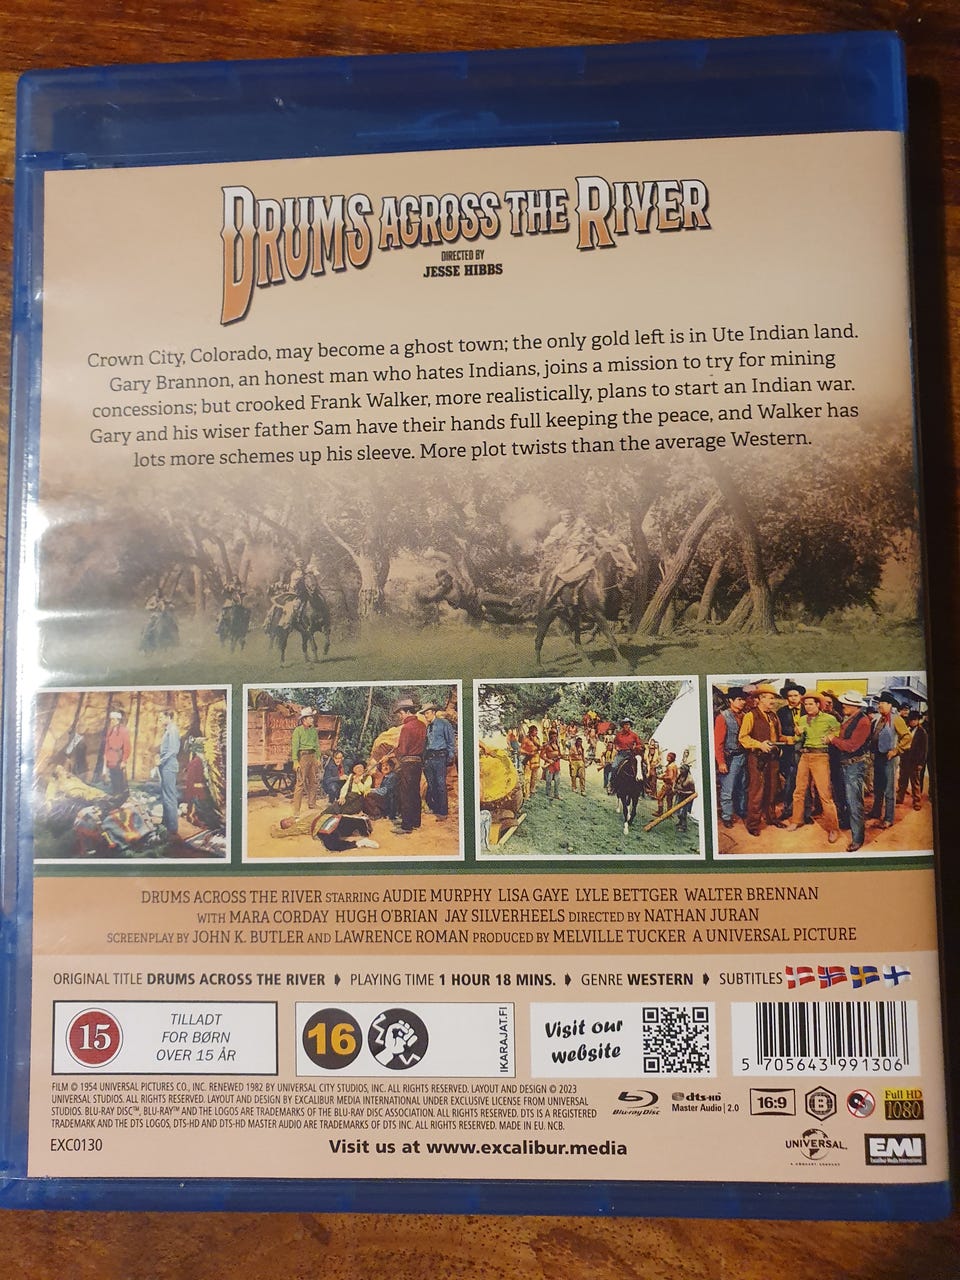 DRUMS ACROSS THE RIVER
DIRECTED BY
JESSE HIBBS
Crown City, Colorado, may become a ghost town; the only gold left is in Ute Indian land.
Gary Brannon, an honest man who hates Indians, joins a mission to try for mining
concessions; but crooked Frank Walker, more realistically, plans to start an Indian war.
Gary and his wiser father Sam have their hands full keeping the peace, and Walker has
lots more schemes up his sleeve. More plot twists than the average Western.
DRUMS ACROSS THE RIVER STARRING AUDIE MURPHY LISA GAYE LYLE BETTGER WALTER BRENNAN
WITH MARA CORDAY HUGH O'BRIAN JAY SILVERHEELS DIRECTED BY NATHAN JURAN
SCREENPLAY BY JOHN K. BUTLER AND LAWRENCE ROMAN PRODUCED BY MELVILLE TUCKER A UNIVERSAL PICTURE
ORIGINAL TITLE DRUMS ACROSS THE RIVER PLAYING TIME 1 HOUR 18 MINS. GENRE WESTERN SUBTITLES
15
TILLADT
FOR BØRN
OVER 15 ÅR
16
IKARAJAT.FI
Visit our
website
5 705643 991306
FILM © 1954 UNIVERSAL PICTURES CO., INC. RENEWED 1982 BY UNIVERSAL CITY STUDIOS, INC. ALL RIGHTS RESERVED. LAYOUT AND DESIGN © 2023
UNIVERSAL STUDIOS. ALL RIGHTS RESERVED. LAYOUT AND DESIGN BY EXCALIBUR MEDIA INTERNATIONAL UNDER EXCLUSIVE LICENSE FROM UNIVERSAL
STUDIOS. BLU-RAY DISC™, BLU-RAY™ AND THE LOGOS ARE TRADEMARKS OF THE BLU-RAY DISC ASSOCIATION. ALL RIGHTS RESERVED. DTS IS A REGISTERED
TRADEMARK AND THE DTS LOGOS, DTS-HD AND DTS-HD MASTER AUDIO ARE TRADEMARKS OF DTS INC. ALL RIGHTS RESERVED. MADE IN EU. NCB.
Blu-ray Disc
dts-HD
Master Audio | 2.0
16:9
B
Full HD
1080
EXC0130
Visit us at www.excalibur.media
UNIVERSAL
A COMCAST COMPANY
EMI
Excalibur Media International